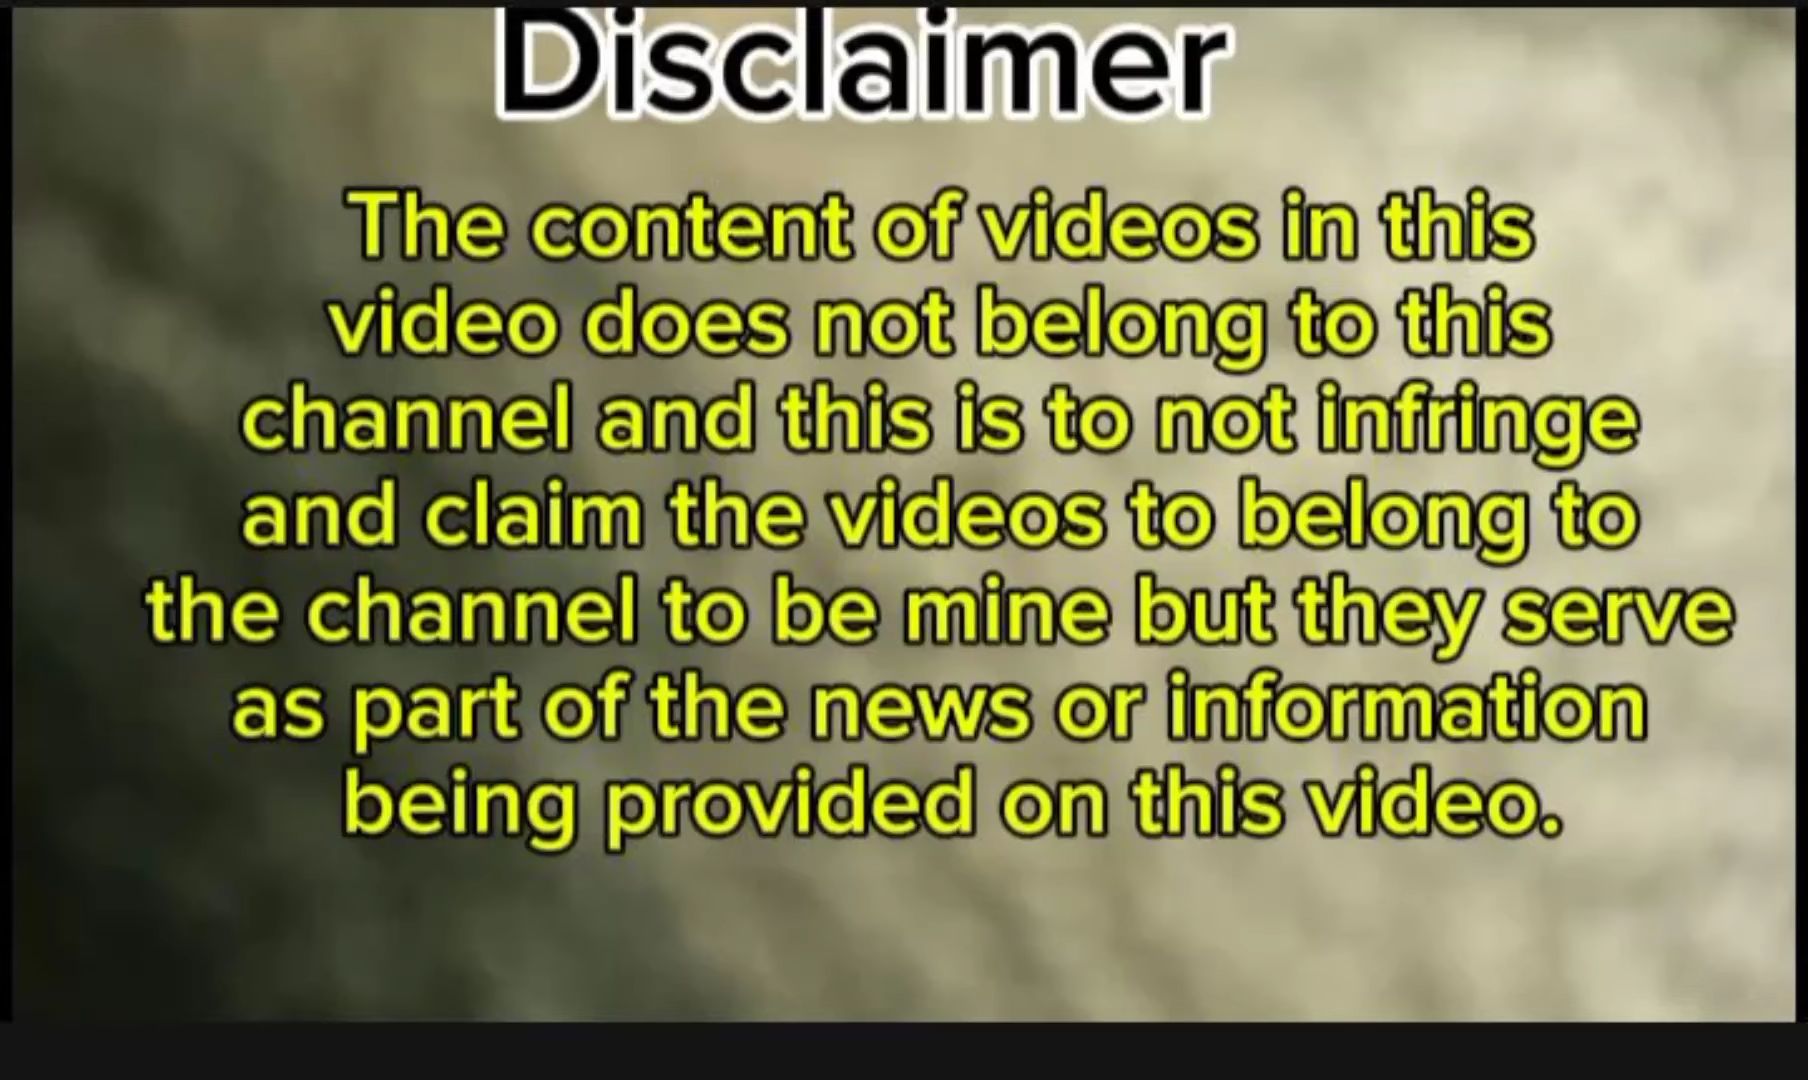 Disclaimer
The content of videos in this
video does not belong to this
channel and this is to not infringe
and claim the videos to belong to
the channel to be mine but they serve
as part of the news or information
being provided on this video.